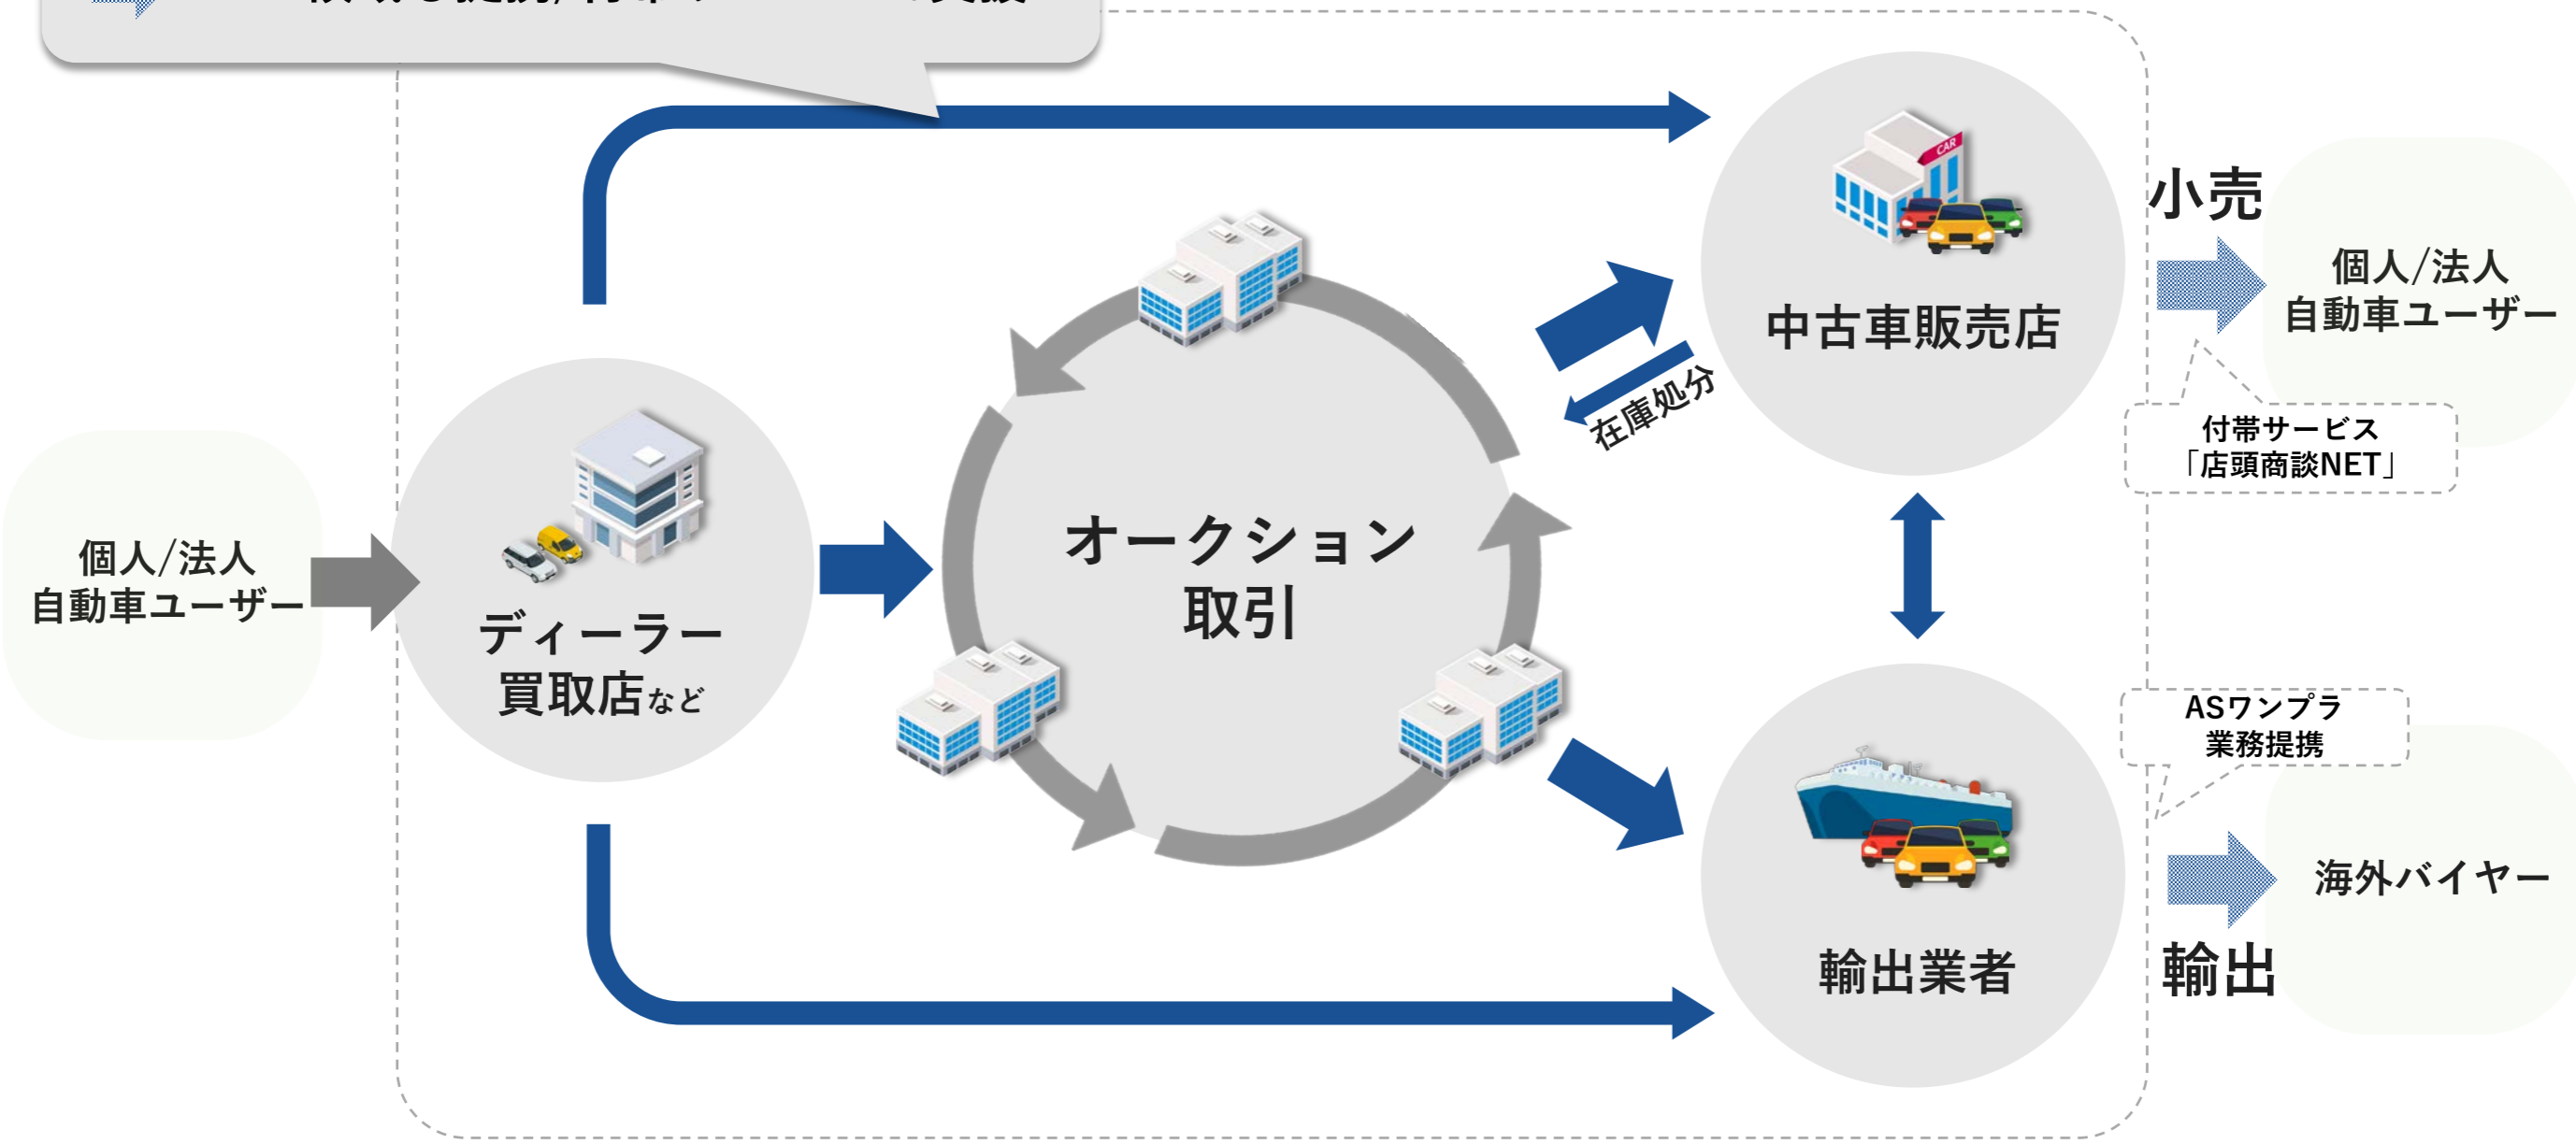 小売
CAR
個人/法人
自動車ユーザー
中古車販売店
在庫処分
付帯サービス
「店頭商談NET」
オークション
取引
個人/法人
自動車ユーザー
ディーラー
買取店など
ASワンプラ
業務提携
海外バイヤー
輸出業者
輸出